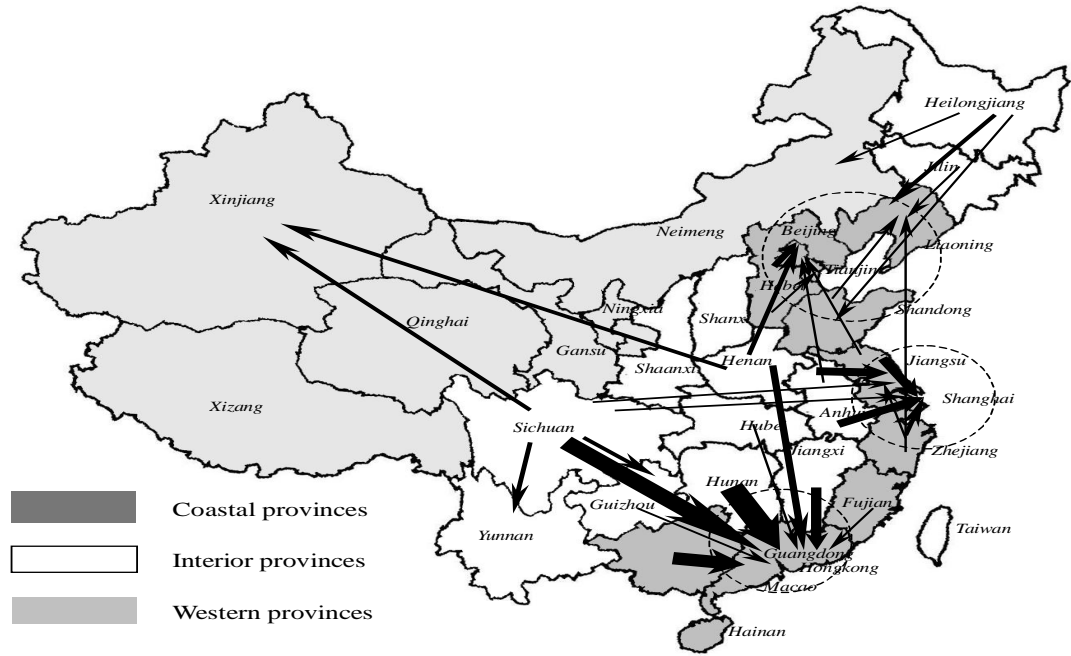 Heilongjiang
Jilin
Xinjiang
Beijing
Neimeng
Liaoning
Tianjin
Hebei
Ningxia
Shandong
Qinghai
Shanxi
Gansu
Henan
Jiangsu
Shaanxi
Xizang
Shanghai
Anhui
Sichuan
Hubei
Jiangxi
Zhejiang
Hunan
Guizhou
Fujian
Coastal provinces
Yunnan
Taiwan
Guangdong
Interior provinces
Hongkong
Macao
Western provinces
Hainan